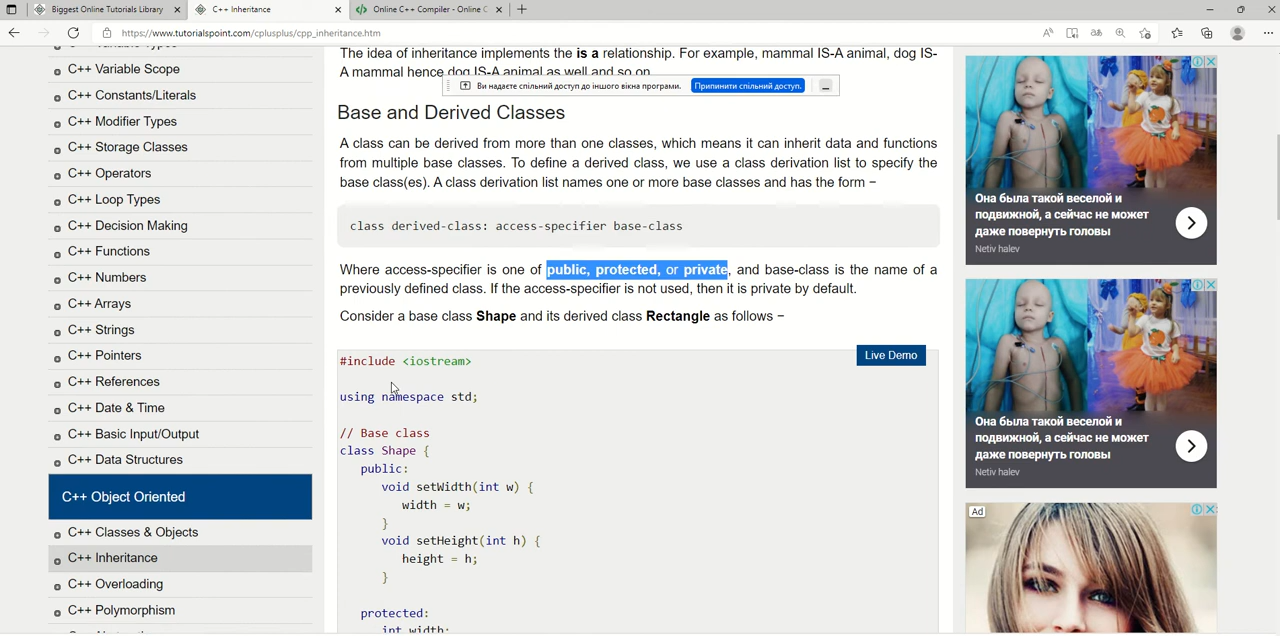 Biggest Online Tutorials Library
C++ Inheritance
Online C++ Compiler - Online C
https://www.tutorialspoint.com/cplusplus/cpp_inheritance.htm
C++ Variable Scope
C++ Constants/Literals
C++ Modifier Types
C++ Storage Classes
C++ Operators
C++ Loop Types
C++ Decision Making
C++ Functions
C++ Numbers
C++ Arrays
C++ Strings
C++ Pointers
C++ References
C++ Date & Time
C++ Basic Input/Output
C++ Data Structures
C++ Object Oriented
C++ Classes & Objects
C++ Inheritance
C++ Overloading
C++ Polymorphism
The idea of inheritance implements the is a relationship. For example, mammal IS-A animal, dog IS-
A mammal hence dog IS-A animal as well and so on.
Ви надаєте спільний доступ до іншого вікна програми. Припинити спільний доступ.
Base and Derived Classes
A class can be derived from more than one classes, which means it can inherit data and functions
from multiple base classes. To define a derived class, we use a class derivation list to specify the
base class(es). A class derivation list names one or more base classes and has the form −
class derived-class: access-specifier base-class
Where access-specifier is one of public, protected, or private, and base-class is the name of a
previously defined class. If the access-specifier is not used, then it is private by default.
Consider a base class Shape and its derived class Rectangle as follows −
Live Demo
#include <iostream>
using namespace std;
// Base class
class Shape {
public:
void setWidth(int w) {
width = w;
}
void setHeight(int h) {
height = h;
}
protected:
int width;
Она была такой веселой и
подвижной, а сейчас не может
даже повернуть головы
Netiv halev
Она была такой веселой и
подвижной, а сейчас не может
даже повернуть головы
Netiv halev
Ad